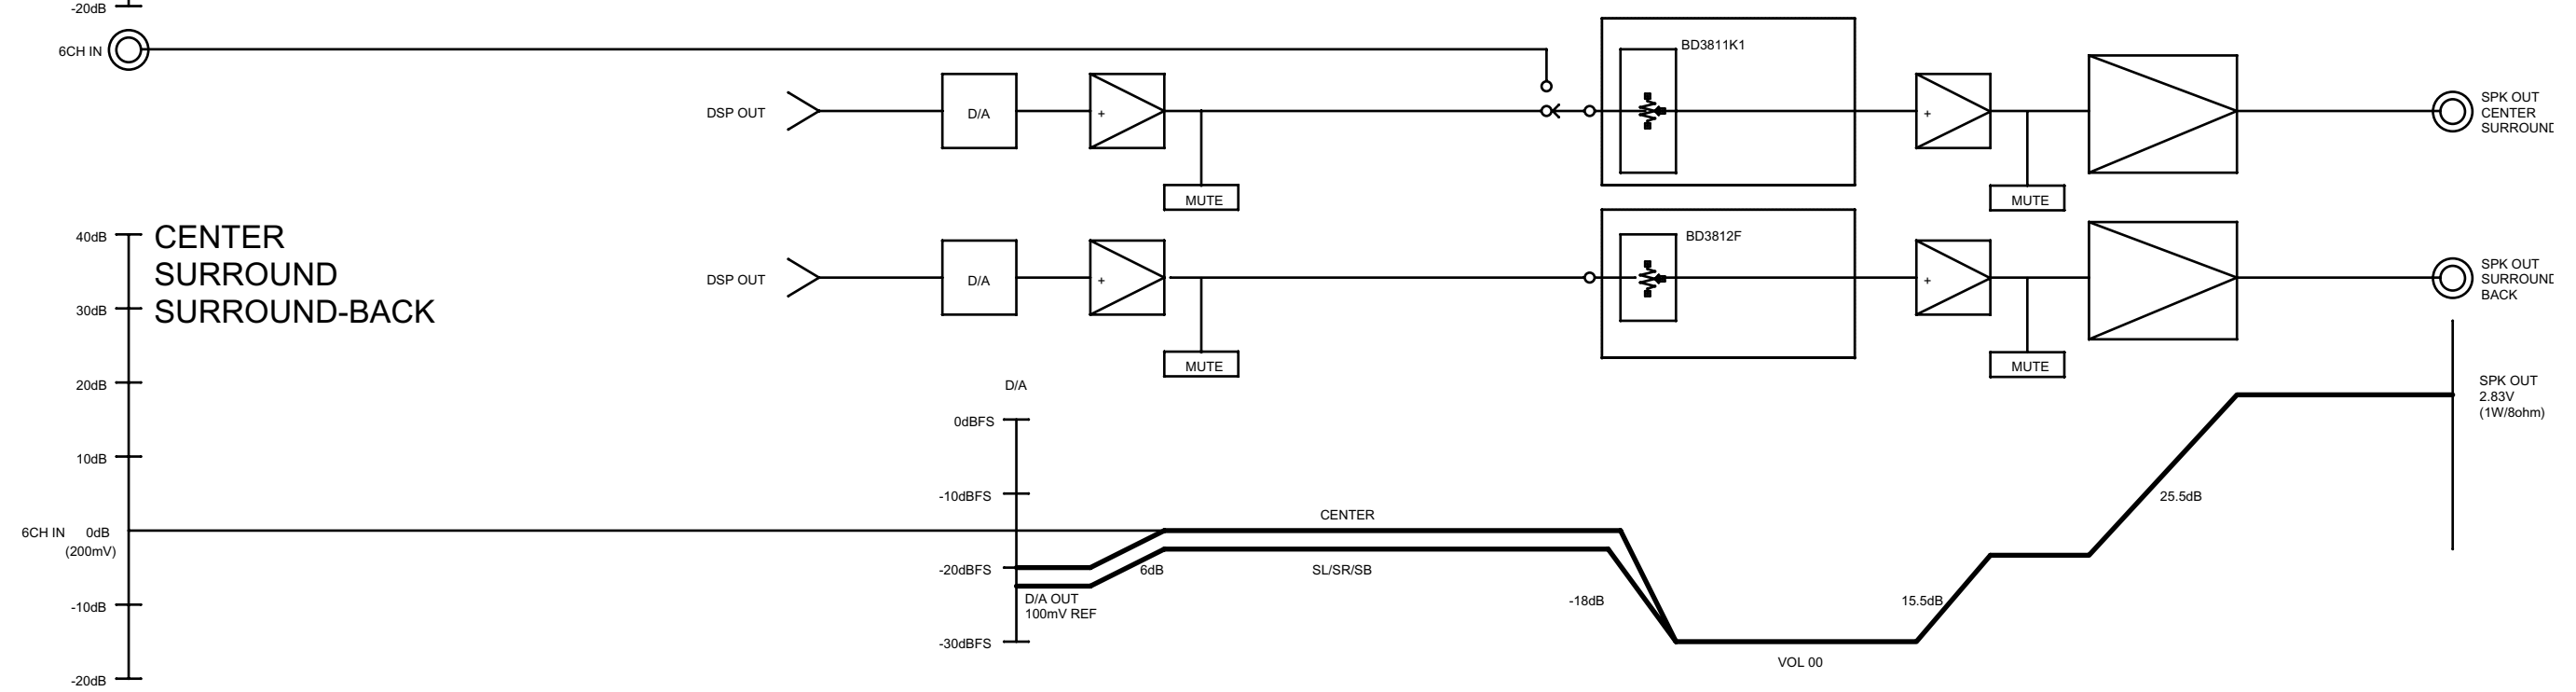 -20dB
6CH IN
BD3811K1
DSP OUT
D/A
+
+
SPK OUT
CENTER
SURROUND
MUTE
MUTE
40dB
CENTER
SURROUND
SURROUND-BACK
30dB
20dB
10dB
6CH IN
0dB
(200mV)
-10dB
-20dB
BD3812F
DSP OUT
D/A
+
+
SPK OUT
SURROUND
BACK
MUTE
MUTE
D/A
0dBFS
-10dBFS
-20dBFS
-30dBFS
D/A OUT
100mV REF
6dB
CENTER
SL/SR/SB
-18dB
VOL 00
15.5dB
25.5dB
SPK OUT
2.83V
(1W/8ohm)